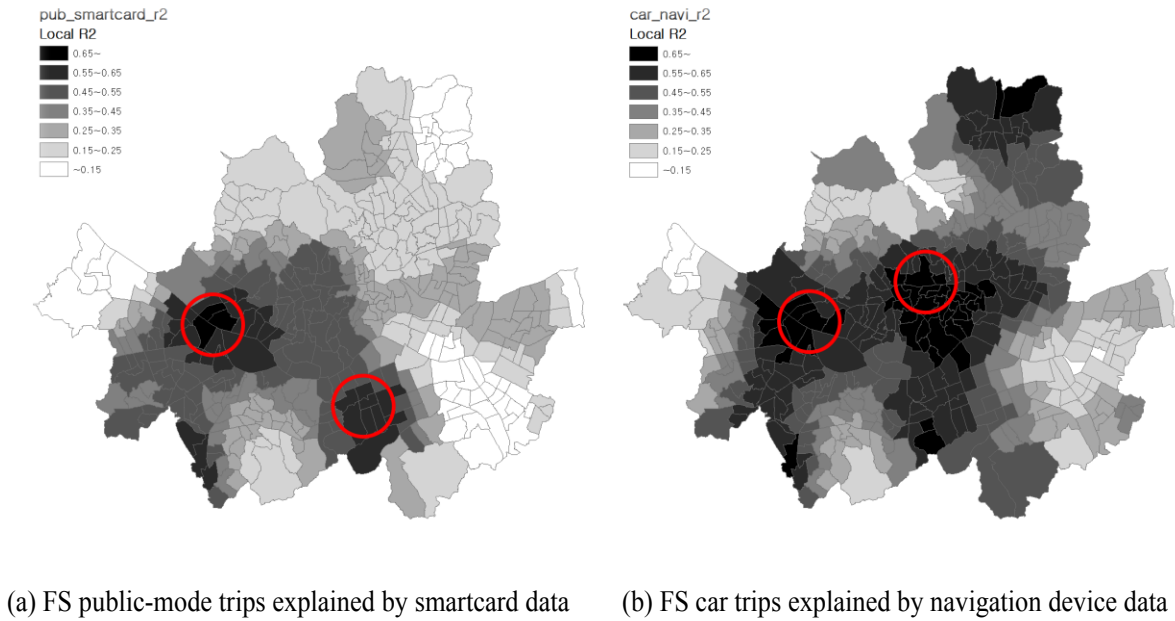 pub_smartcard_r2
Local R2
0.65~
0.55~0.65
0.45~0.55
0.35~0.45
0.25~0.35
0.15~0.25
~0.15
car_navi_r2
Local R2
0.65~
0.55~0.65
0.45~0.55
0.35~0.45
0.25~0.35
0.15~0.25
~0.15
(a) FS public-mode trips explained by smartcard data
(b) FS car trips explained by navigation device data